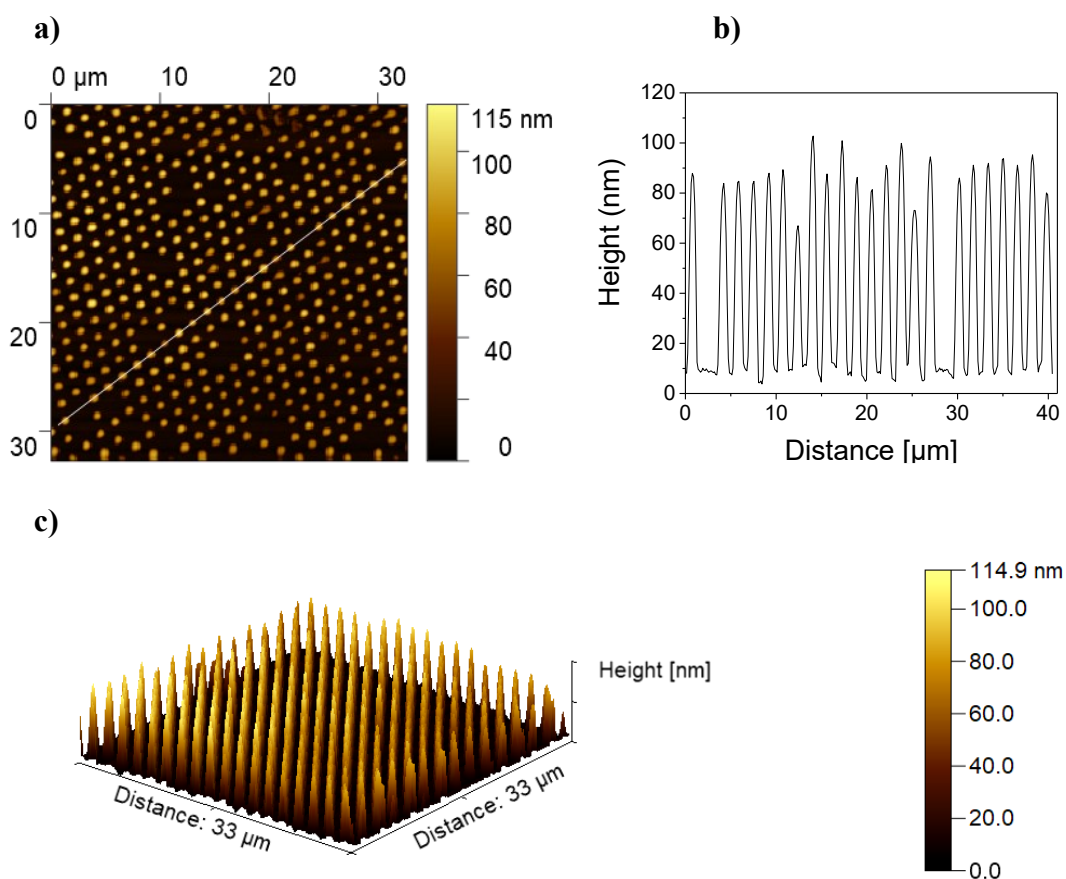 a)
0 µm 10 20 30
0
10
20
30
115 nm
100
80
60
40
0
b)
120
100
80
60
40
20
0
Height (nm)
0 10 20 30 40
Distance [µm]
c)
Height [nm]
Distance: 33 µm
Distance: 33 µm
114.9 nm
100.0
80.0
60.0
40.0
20.0
0.0